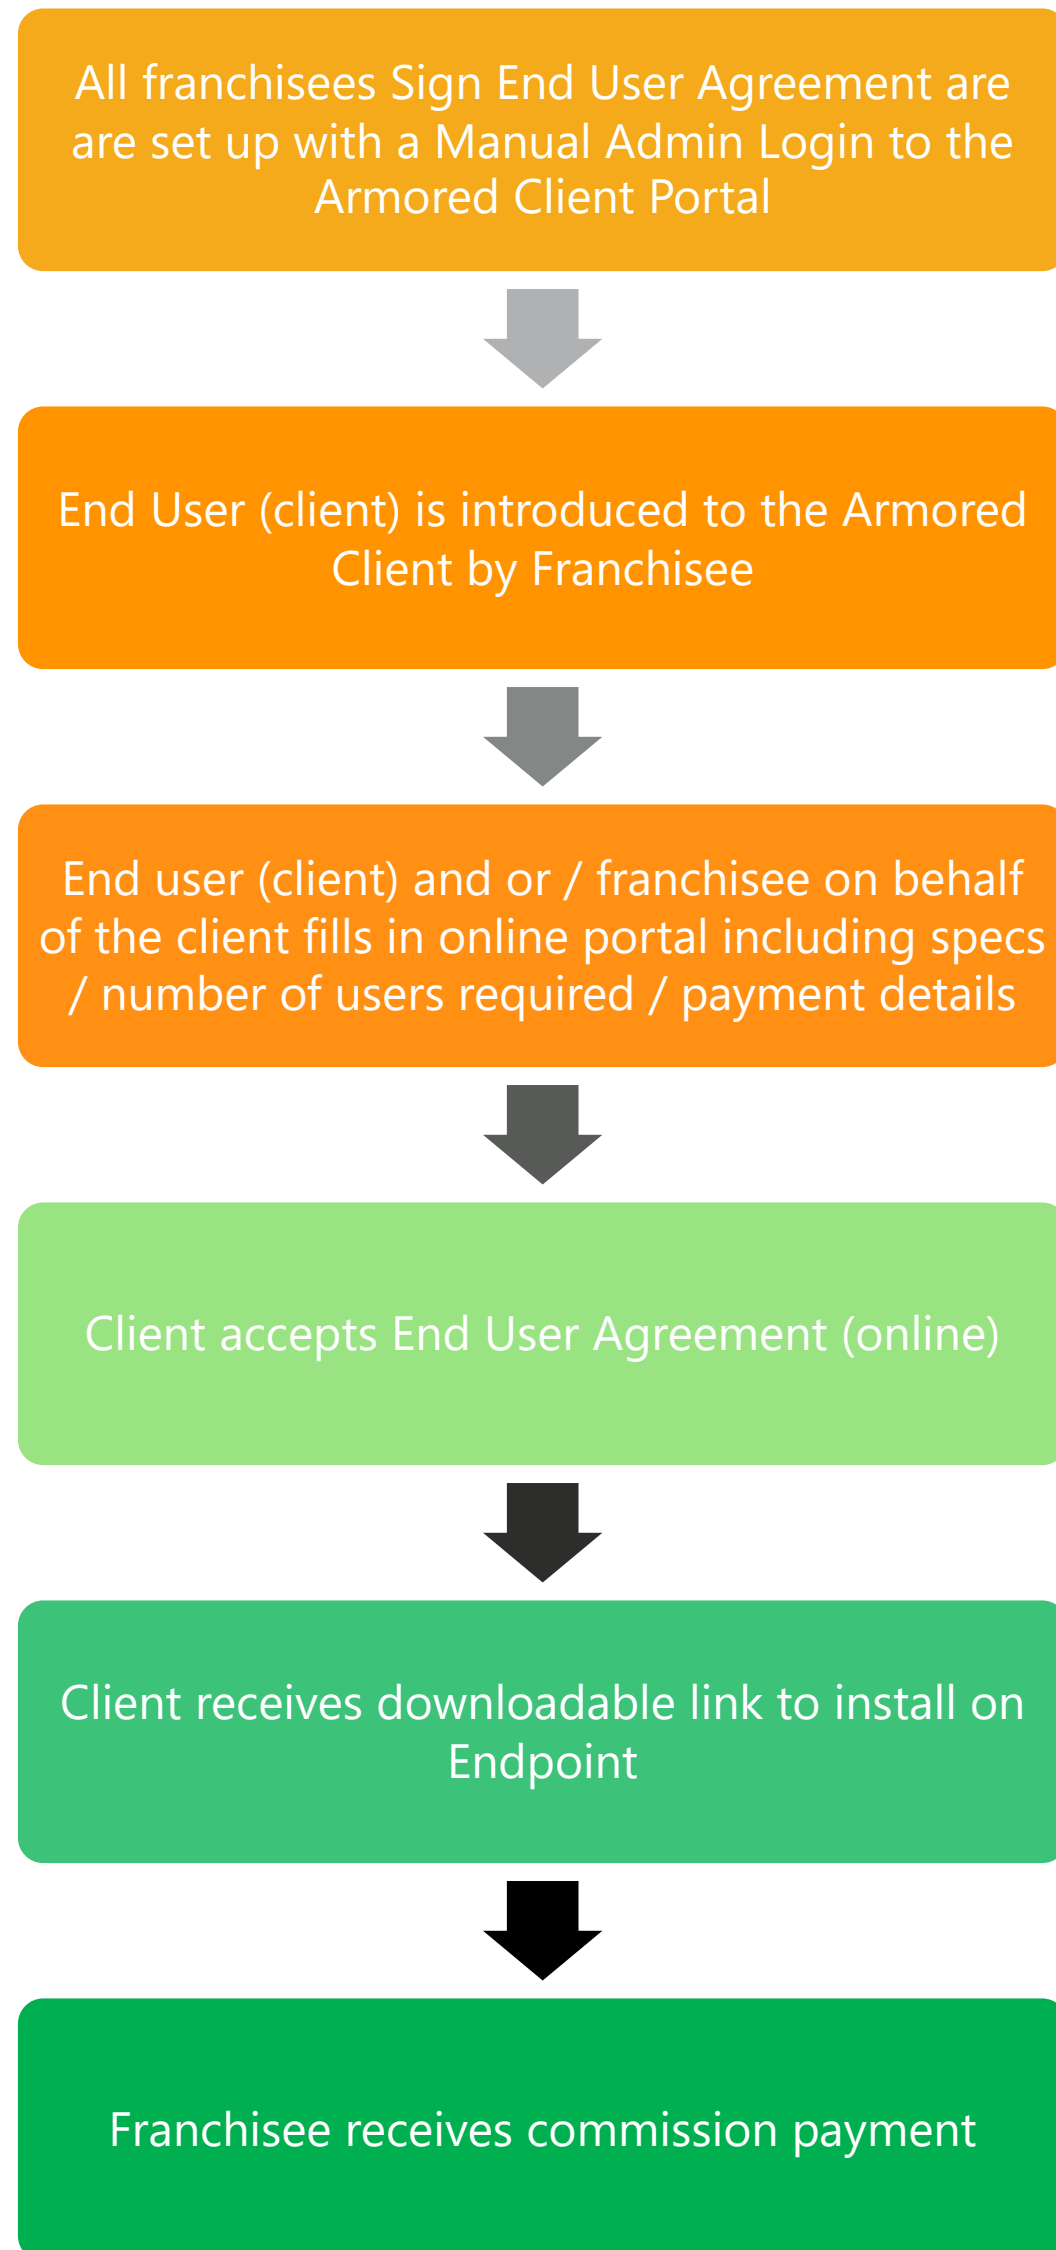 All franchisees Sign End User Agreement are
are set up with a Manual Admin Login to the
Armored Client Portal
End User (client) is introduced to the Armored
Client by Franchisee
End user (client) and or / franchisee on behalf
of the client fills in online portal including specs
/ number of users required / payment details
Client accepts End User Agreement (online)
Client receives downloadable link to install on
Endpoint
Franchisee receives commission payment